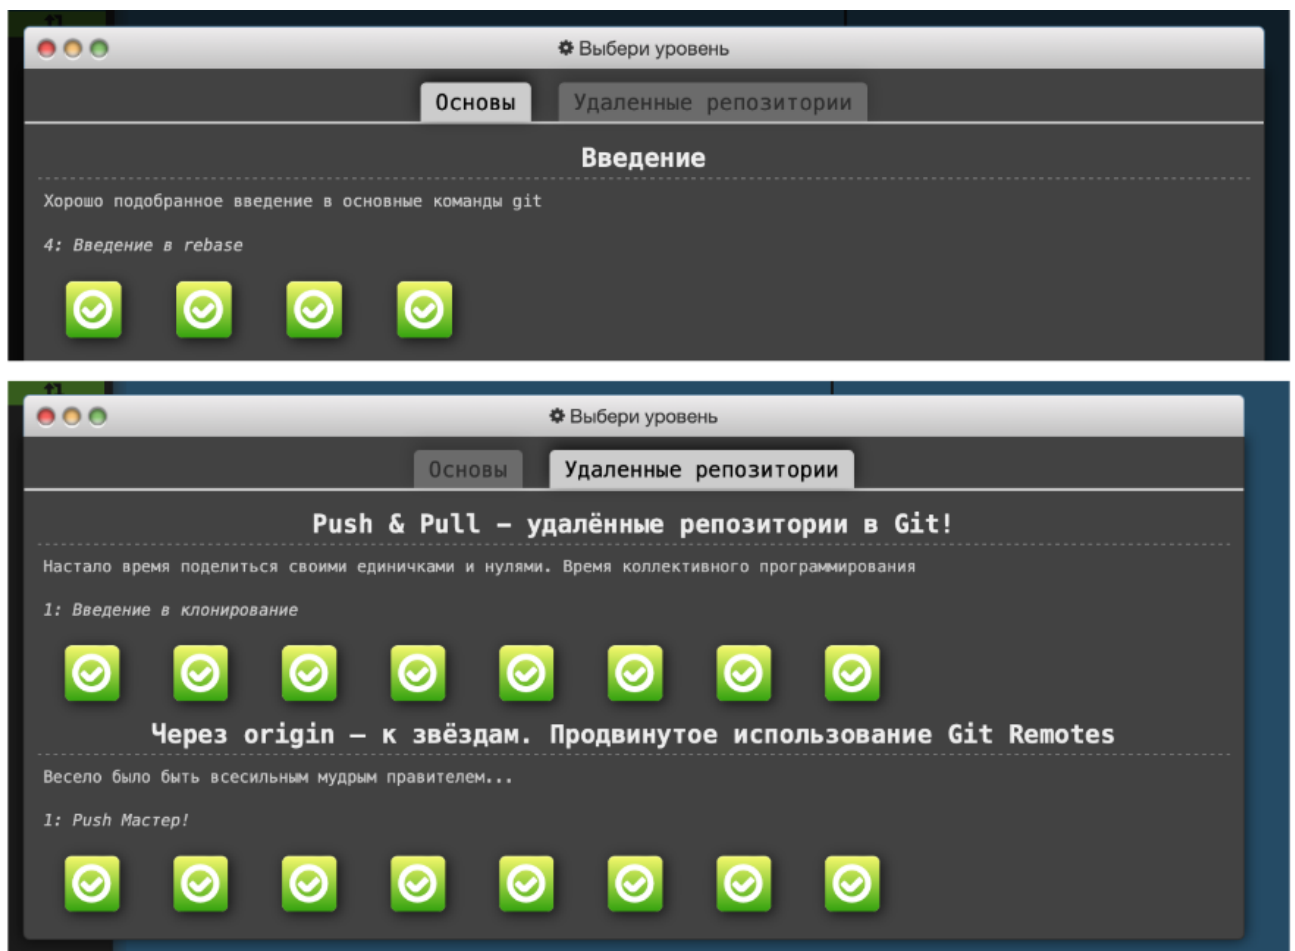 Выбери уровень
Основы
Удаленные репозитории
Введение
Хорошо подобранное введение в основные команды git
4: Введение в rebase
Выбери уровень
Основы
Удаленные репозитории
Push & Pull – удалённые репозитории в Git!
Настало время поделиться своими единичками и нулями. Время коллективного программирования
1: Введение в клонирование
Через origin – к звёздам. Продвинутое использование Git Remotes
Весело было быть всесильным мудрым правителем...
1: Push Мастер!